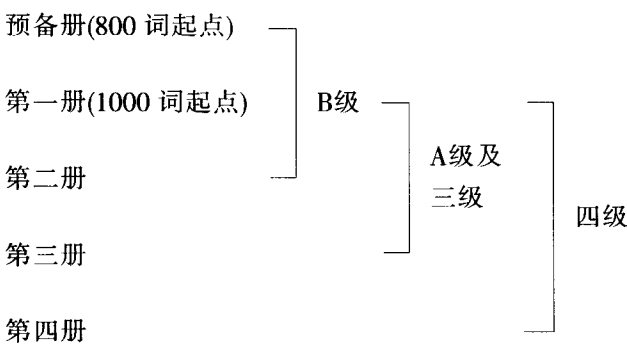 预备册(800 词起点)
第一册(1000 词起点)
B级
A级及
三级
第二册
四级
第三册
第四册